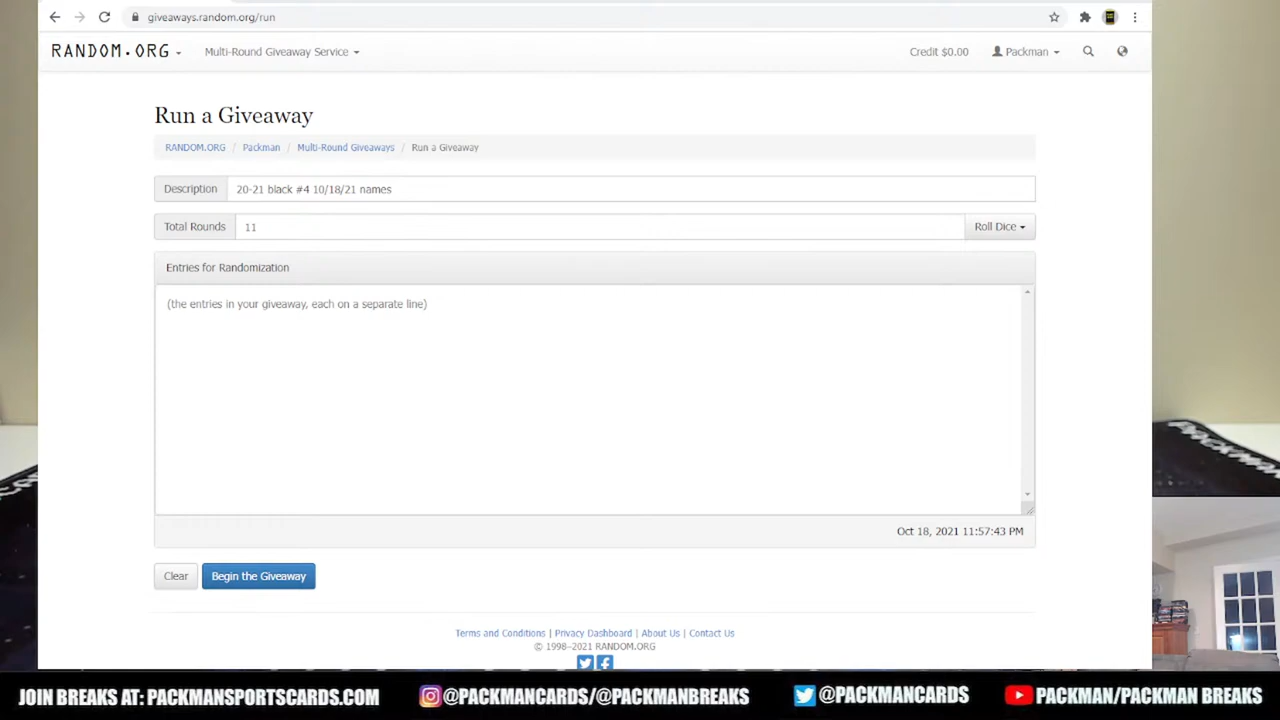 giveaways.random.org/run
RANDOM.ORG Multi-Round Giveaway Service Credit $0.00 Packman
Run a Giveaway
RANDOM.ORG / Packman / Multi-Round Giveaways / Run a Giveaway
Description 20-21 black #4 10/18/21 names
Total Rounds 11 Roll Dice
Entries for Randomization
(the entries in your giveaway, each on a separate line)
Oct 18, 2021 11:57:43 PM
Clear Begin the Giveaway
Terms and Conditions | Privacy Dashboard | About Us | Contact Us
© 1998–2021 RANDOM.ORG
PACKMAN
JOIN BREAKS AT: PACKMANSPORTSCARDS.COM @PACKMANCARDS/@PACKMANBREAKS @PACKMANCARDS PACKMAN/PACKMAN BREAKS